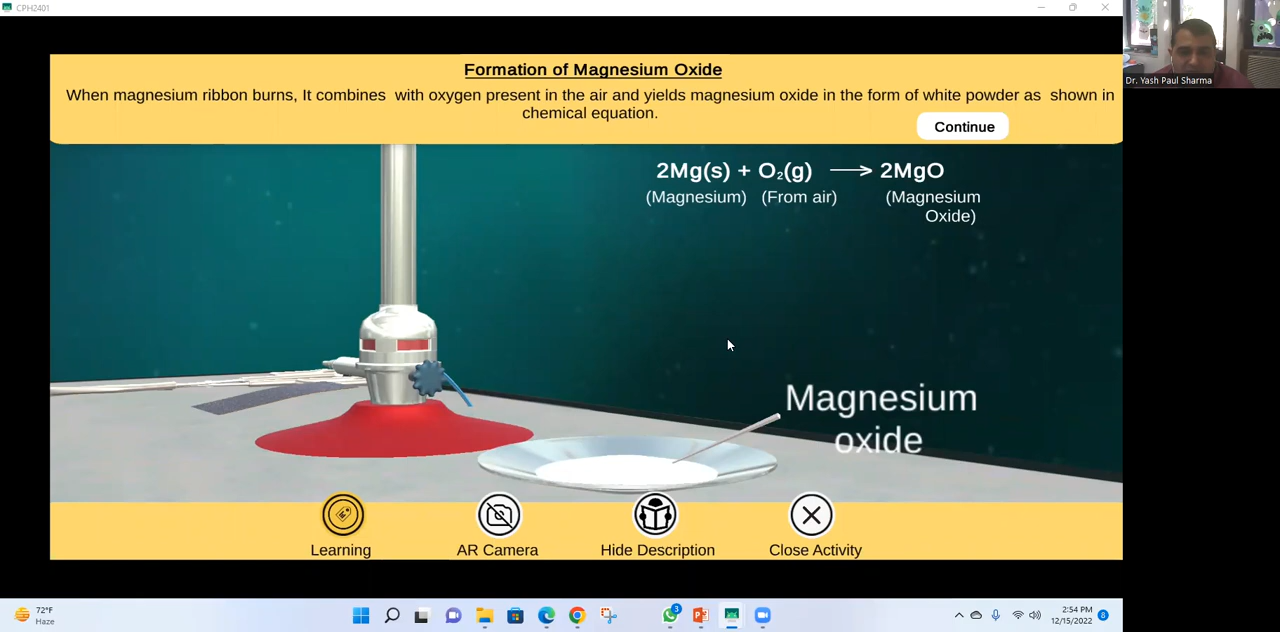 CPH2401
Dr. Yash Paul Sharma
Formation of Magnesium Oxide
When magnesium ribbon burns, It combines with oxygen present in the air and yields magnesium oxide in the form of white powder as shown in
chemical equation.
Continue
2Mg(s) + O₂(g) ⟶ 2MgO
(Magnesium) (From air) (Magnesium
Oxide)
Magnesium
oxide
Learning
AR Camera
Hide Description
Close Activity
72°F
Haze
3
2:54 PM
12/15/2022
8